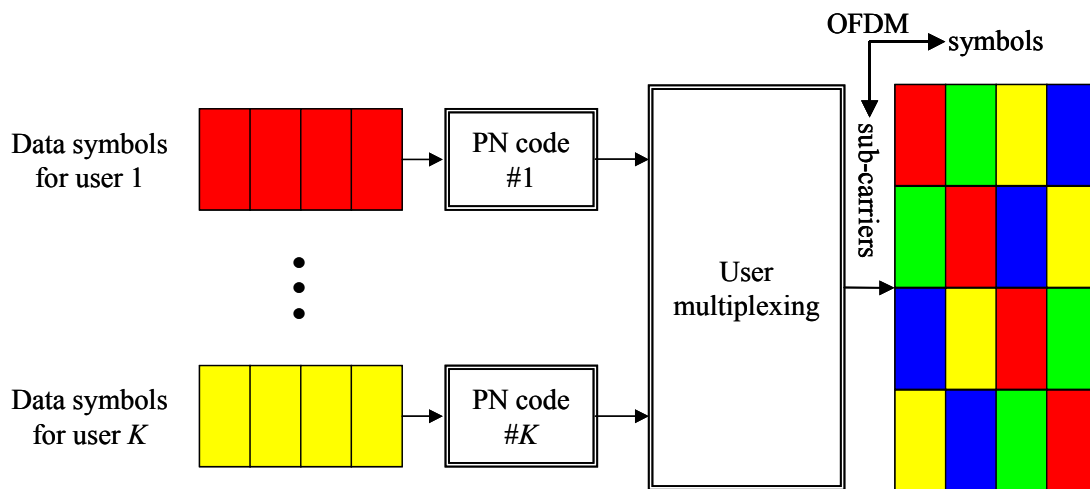 OFDM
symbols
sub-carriers
Data symbols
for user 1
PN code
#1
User
multiplexing
Data symbols
for user K
PN code
#K